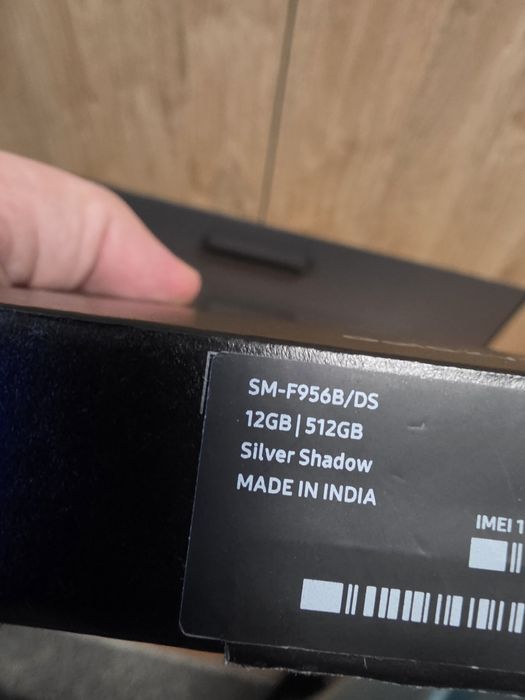 SM-F956B/DS
12GB | 512GB
Silver Shadow
MADE IN INDIA
IMEI 1